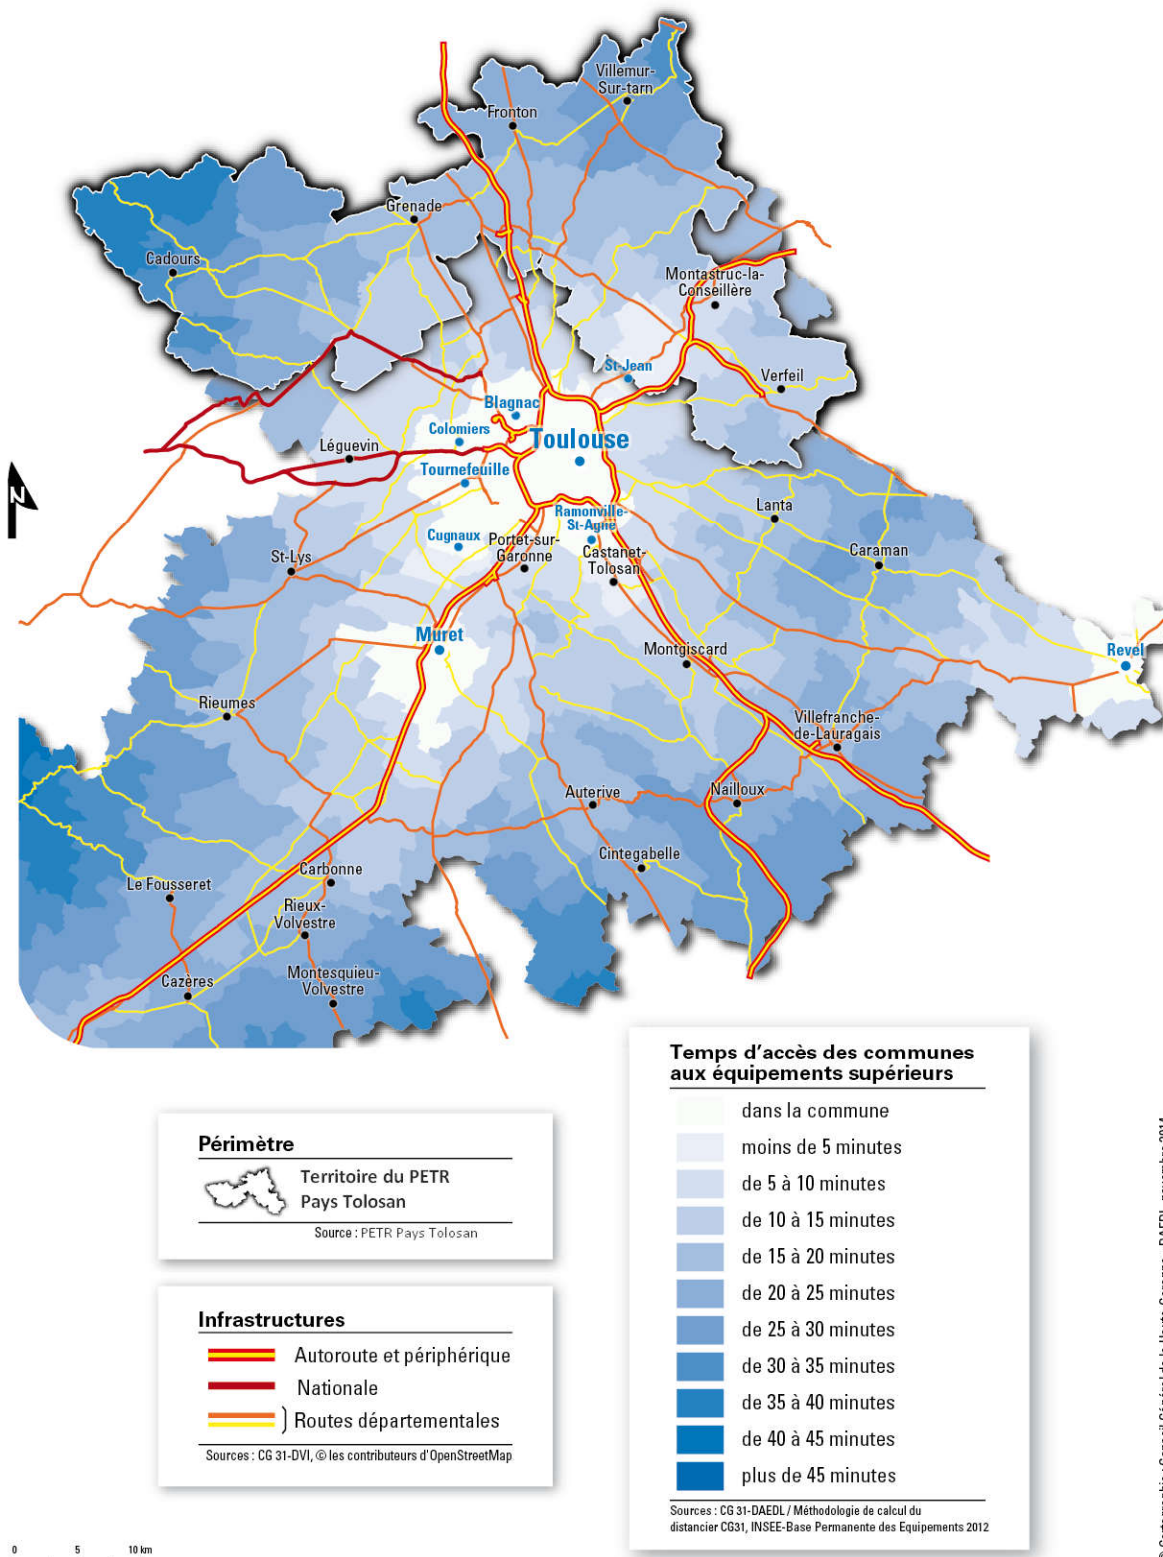 Villemur-
Sur-tarn
Fronton
Grenade
Cadours
Montastruc-la-
Conseillère
St-Jean
Verfeil
Blagnac
Colomiers
Toulouse
Léguevin
Tournefeuille
Lanta
Ramonville-
St-Agne
Cugnaux
Portet-sur-
Garonne
Castanet-
Tolosan
Caraman
St-Lys
Muret
Montgiscard
Revel
Rieumes
Villefranche-
de-Lauragais
Auterive
Nailloux
Cintegabelle
Carbonne
Le Fousseret
Rieux-
Volvestre
Cazères
Montesquieu-
Volvestre
N
Périmètre
Territoire du PETR
Pays Tolosan
Source : PETR Pays Tolosan
Infrastructures
Autoroute et périphérique
Nationale
Routes départementales
Sources : CG 31-DVI, © les contributeurs d'OpenStreetMap
Temps d'accès des communes
aux équipements supérieurs
dans la commune
moins de 5 minutes
de 5 à 10 minutes
de 10 à 15 minutes
de 15 à 20 minutes
de 20 à 25 minutes
de 25 à 30 minutes
de 30 à 35 minutes
de 35 à 40 minutes
de 40 à 45 minutes
plus de 45 minutes
Sources : CG 31-DAEDL / Méthodologie de calcul du
distancier CG31, INSEE-Base Permanente des Equipements 2012
0 5 10 km